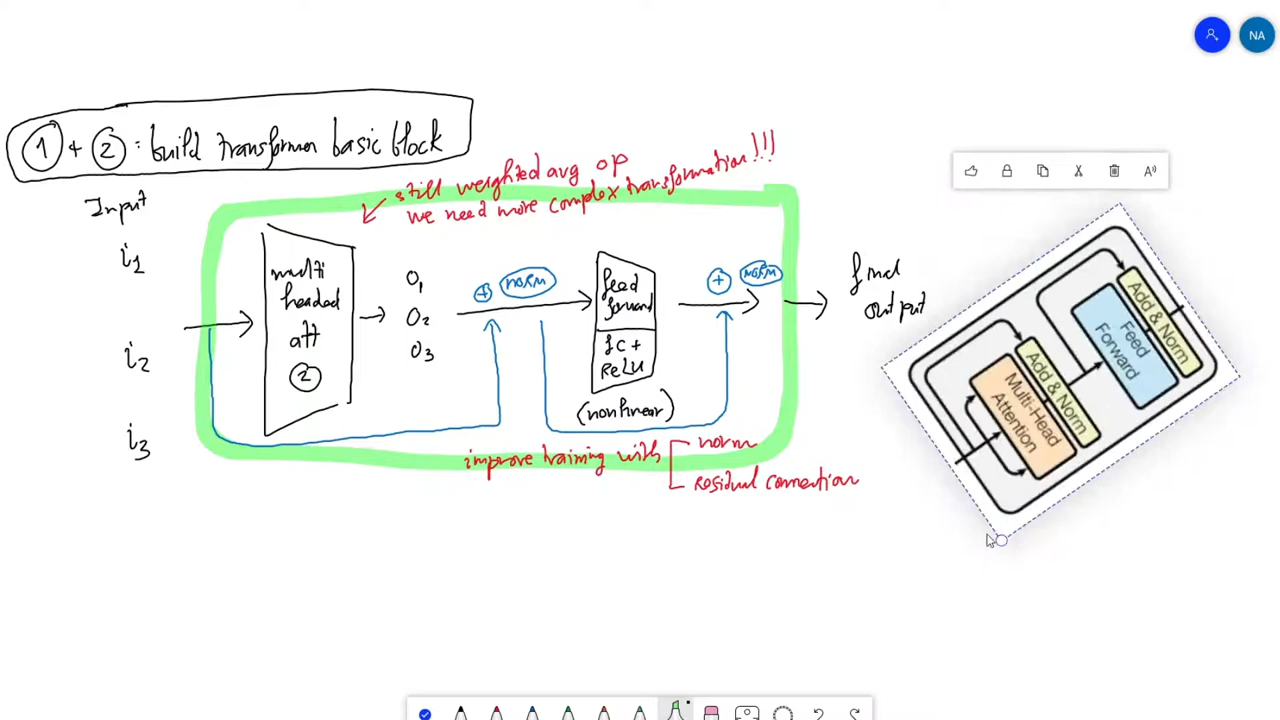 NA
① + ② : build transformer basic block
still weighted avg op
we need more complex transformation!!!
Input
i1
i2
i3
multi
headed
att
②
O1
O2
O3
+ NORM
feed
forward
fC +
ReLU
(nonlinear)
+ NORM
final
output
improve training with
norm
residual connection
Add & Norm
Feed
Forward
Add & Norm
Multi-Head
Attention